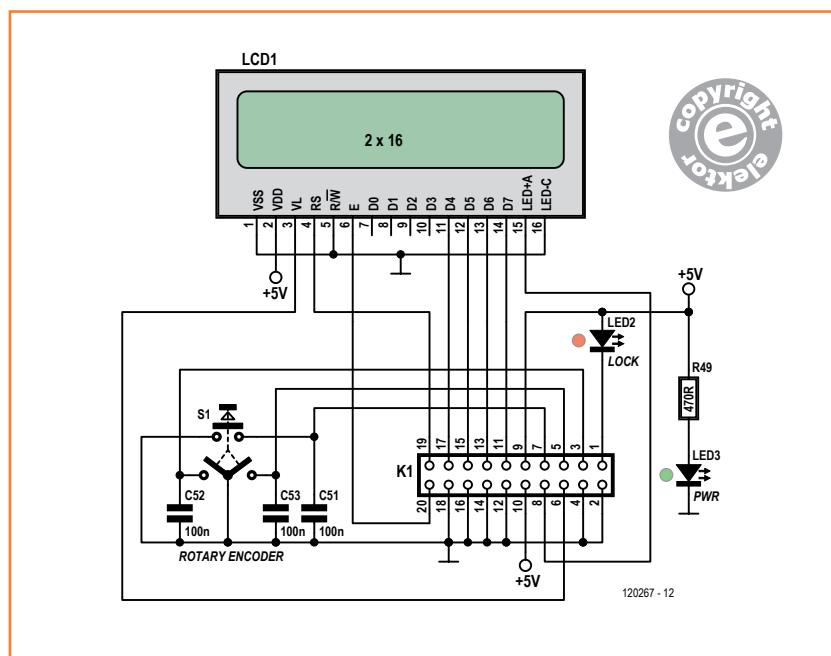 LCD1
copyright
e
elektor
2 x 16
VSS
VDD
VL
RS
R/W
E
D0
D1
D2
D3
D4
D5
D6
D7
LED+A
LED-C
1
2
3
4
5
6
7
8
9
10
11
12
13
14
15
16
+5V
+5V
LED2
LOCK
R49
470R
S1
LED3
PWR
19
17
15
13
11
9
7
5
3
1
K1
20
18
16
14
12
10
8
6
4
2
C52
C53
C51
100n
100n
100n
ROTARY ENCODER
+5V
120267 - 12